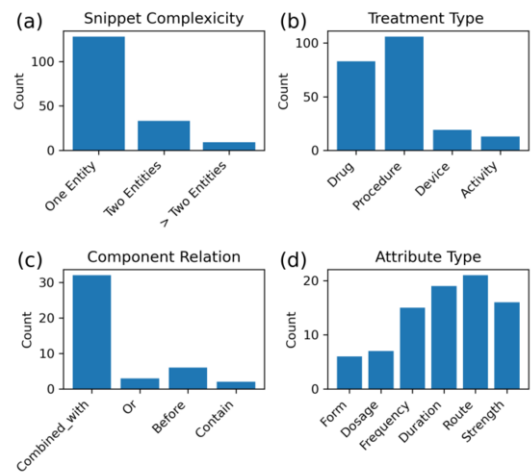 (a) Snippet Complexicity
Count
100
50
0
One Entity
Two Entities
> Two Entities
(b) Treatment Type
Count
100
50
0
Drug
Procedure
Device
Activity
(c) Component Relation
Count
30
20
10
0
Combined_with
Or
Before
Contain
(d) Attribute Type
Count
20
10
0
Form
Dosage
Frequency
Duration
Route
Strength